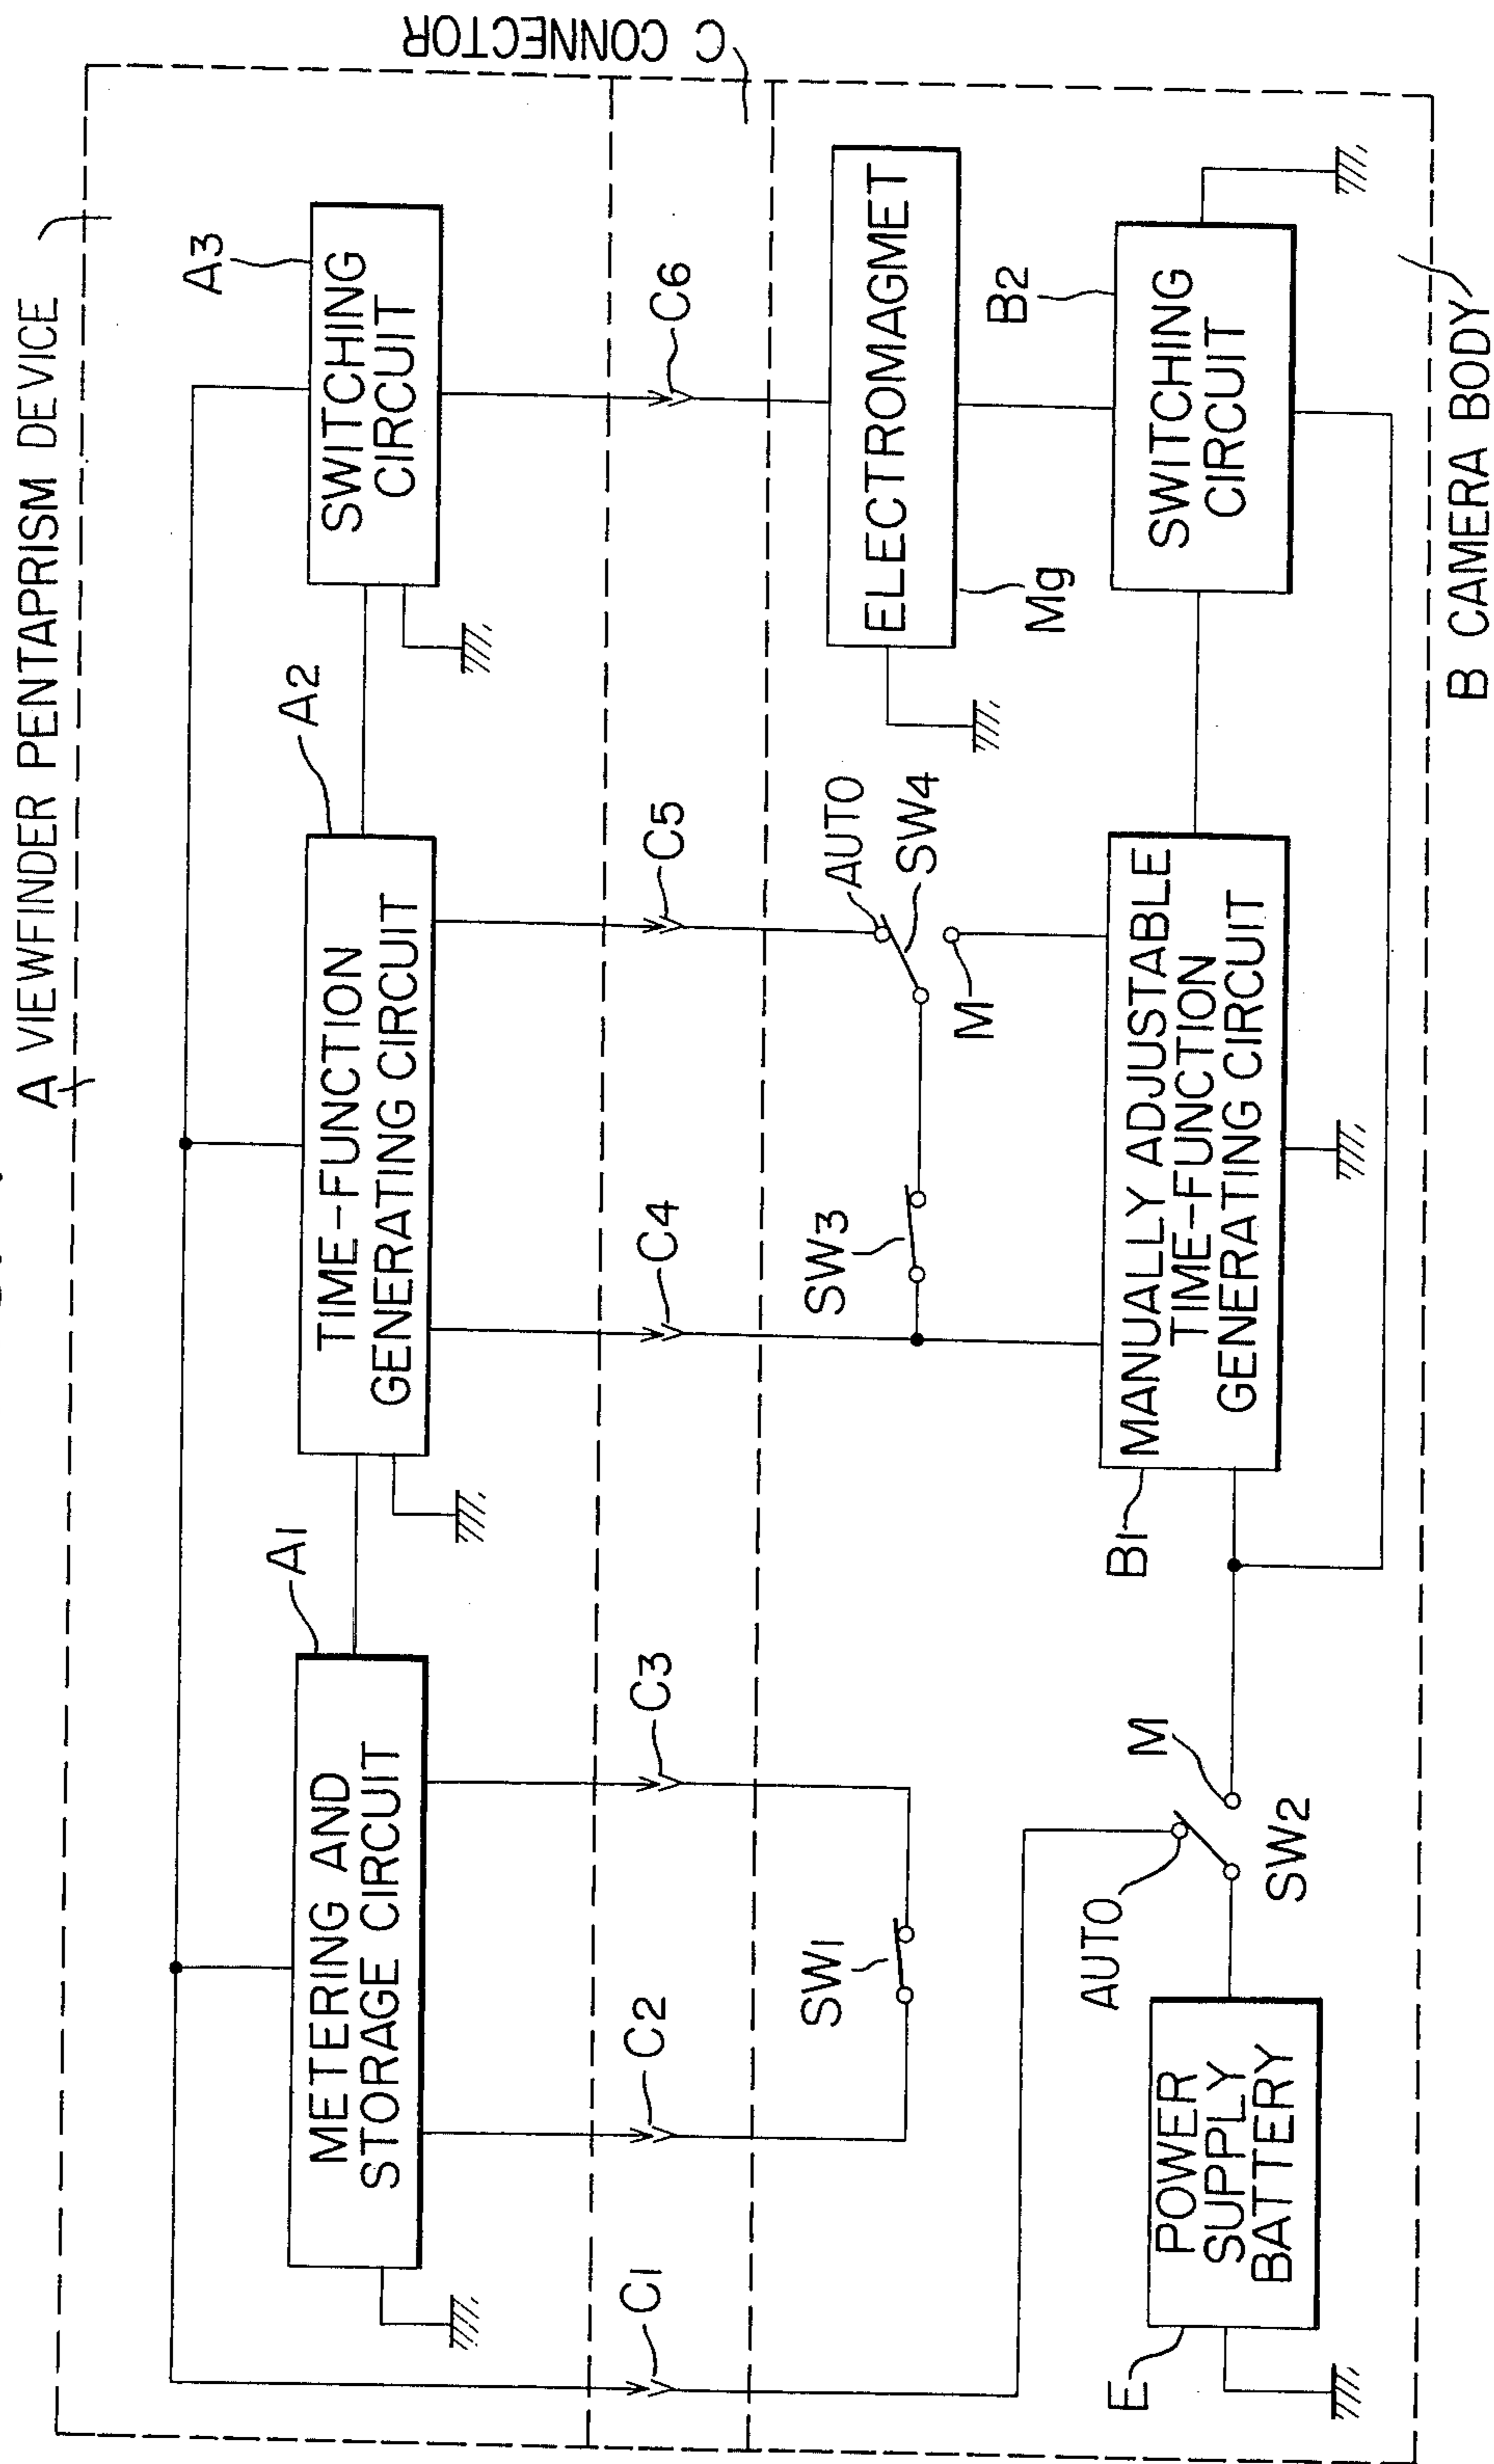 A VIEWFINDER PENTAPRISM DEVICE
C CONNECTOR
A1
METERING AND
STORAGE CIRCUIT
A2
TIME-FUNCTION
GENERATING CIRCUIT
A3
SWITCHING
CIRCUIT
C1
C2
C3
C4
C5
C6
SW1
SW3
AUTO
SW4
M
ELECTROMAGMET
Mg
E
POWER
SUPPLY
BATTERY
AUTO
M
SW2
B1
MANUALLY ADJUSTABLE
TIME-FUNCTION
GENERATING CIRCUIT
B2
SWITCHING
CIRCUIT
B CAMERA BODY